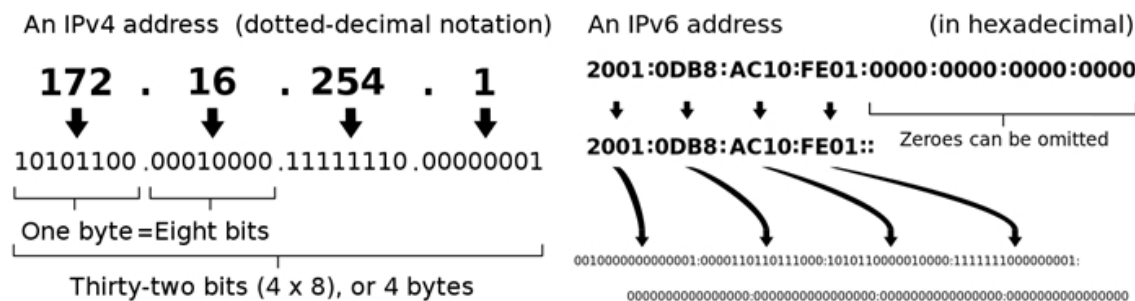 An IPv4 address (dotted-decimal notation)
172 . 16 . 254 . 1
10101100 .00010000 .11111110 .00000001
One byte =Eight bits
Thirty-two bits (4 x 8), or 4 bytes
An IPv6 address (in hexadecimal)
2001:0DB8:AC10:FE01:0000:0000:0000:0000
2001:0DB8:AC10:FE01:: Zeroes can be omitted
0010000000000001:0000110110111000:1010110000010000:1111111000000001:
0000000000000000:0000000000000000:0000000000000000:0000000000000000